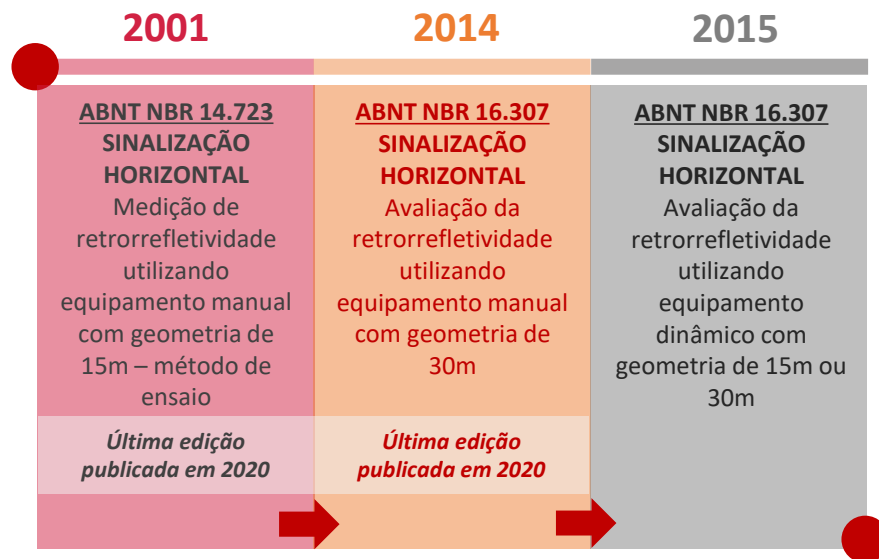 2001
ABNT NBR 14.723
SINALIZAÇÃO
HORIZONTAL
Medição de
retrorrefletividade
utilizando
equipamento manual
com geometria de
15m – método de
ensaio
Última edição
publicada em 2020
2014
ABNT NBR 16.307
SINALIZAÇÃO
HORIZONTAL
Avaliação da
retrorrefletividade
utilizando
equipamento manual
com geometria de
30m
Última edição
publicada em 2020
2015
ABNT NBR 16.307
SINALIZAÇÃO
HORIZONTAL
Avaliação da
retrorrefletividade
utilizando
equipamento
dinâmico com
geometria de 15m ou
30m